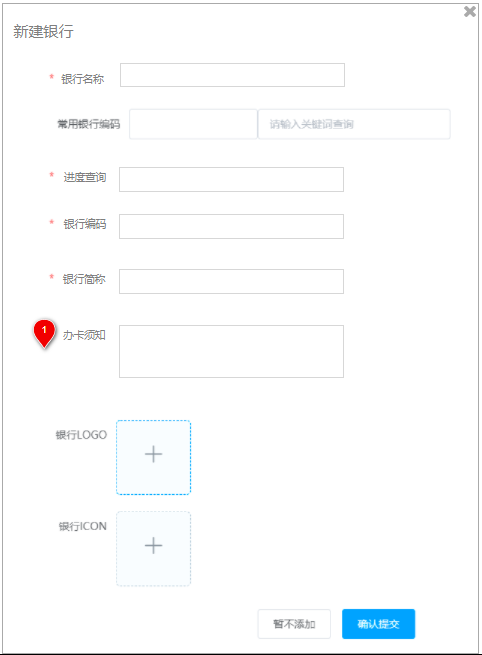 新建银行
* 银行名称
常用银行编码 请输入关键词查询
* 进度查询
* 银行编码
* 银行简称
1 办卡须知
银行LOGO
银行ICON
暂不添加 确认提交